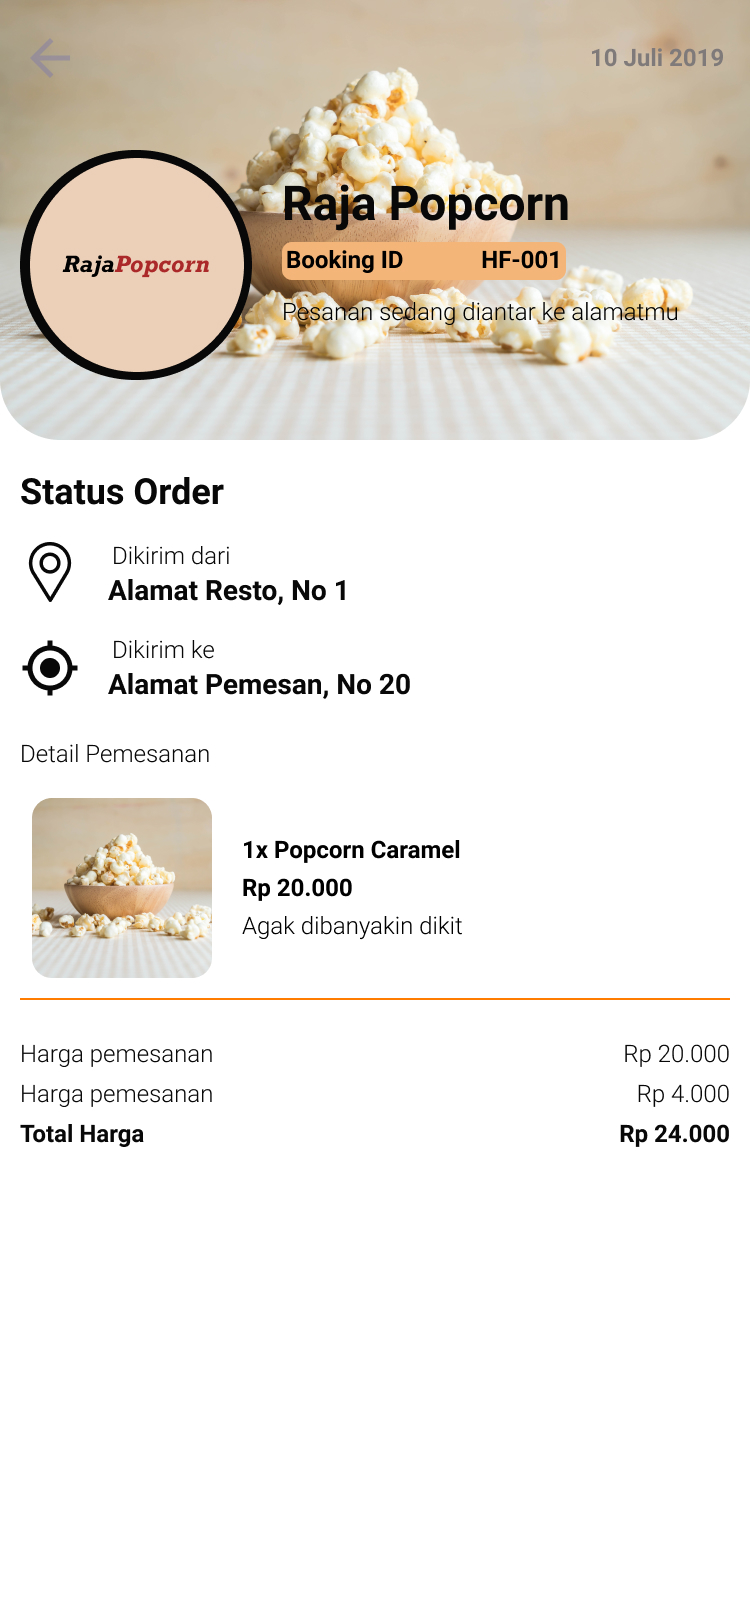 10 Juli 2019
RajaPopcorn
Raja Popcorn
Booking ID HF-001
Pesanan sedang diantar ke alamatmu
Status Order
Dikirim dari
Alamat Resto, No 1
Dikirim ke
Alamat Pemesan, No 20
Detail Pemesanan
1x Popcorn Caramel
Rp 20.000
Agak dibanyakin dikit
Harga pemesanan Rp 20.000
Harga pemesanan Rp 4.000
Total Harga Rp 24.000